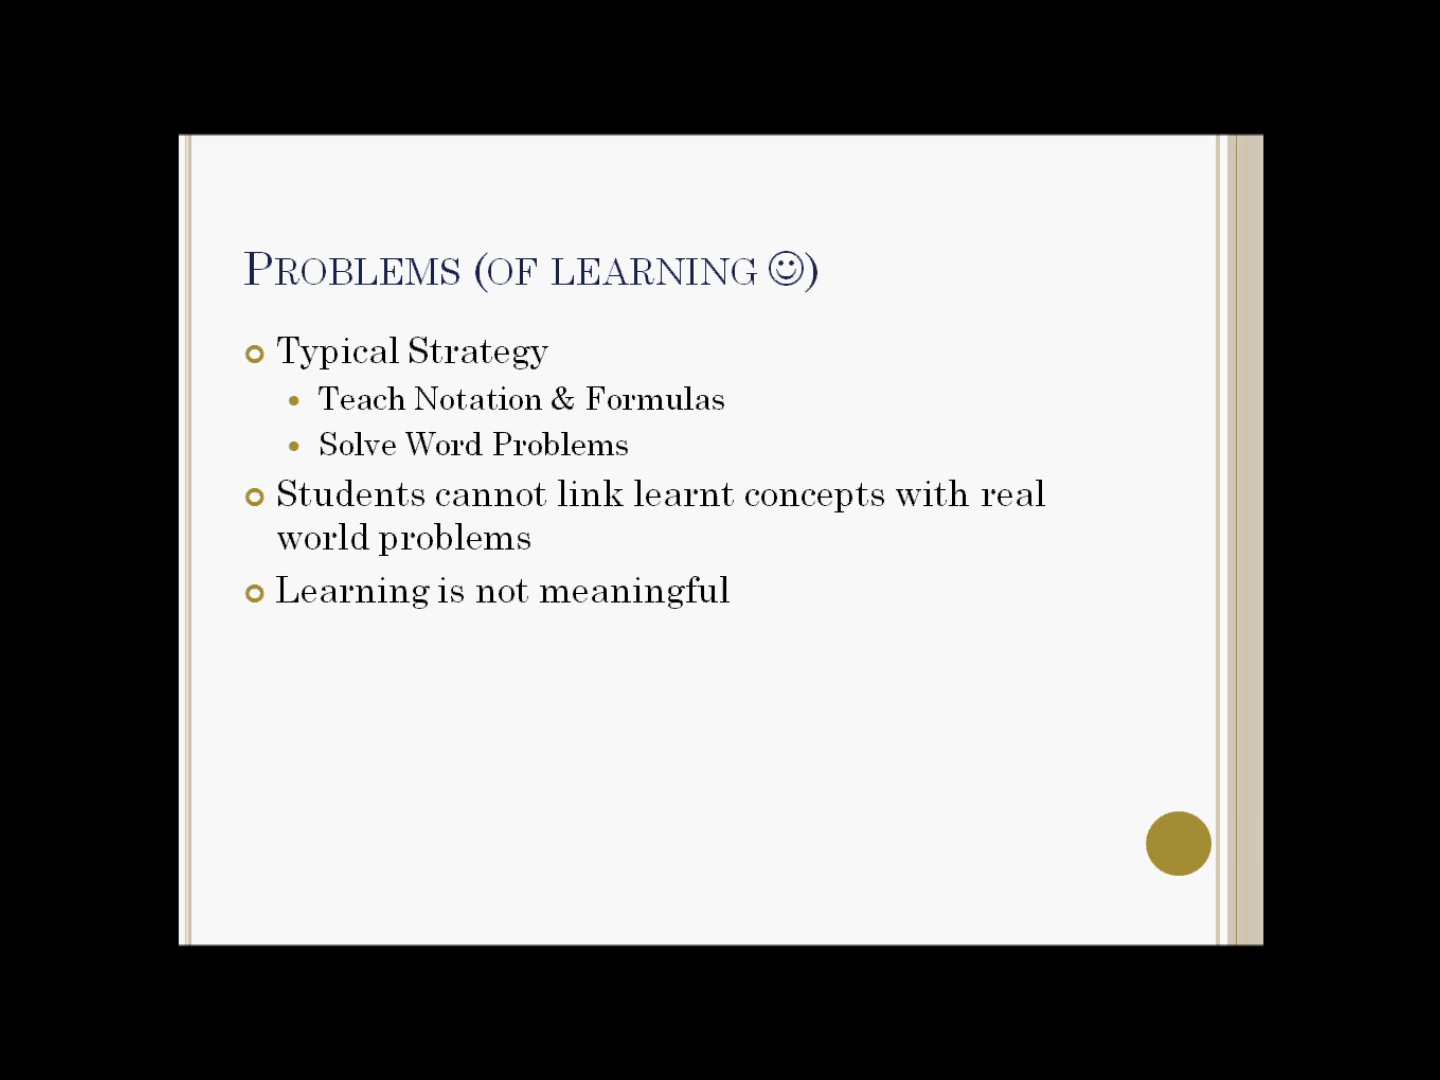 PROBLEMS (OF LEARNING ☺)
Typical Strategy
Teach Notation & Formulas
Solve Word Problems
Students cannot link learnt concepts with real
world problems
Learning is not meaningful